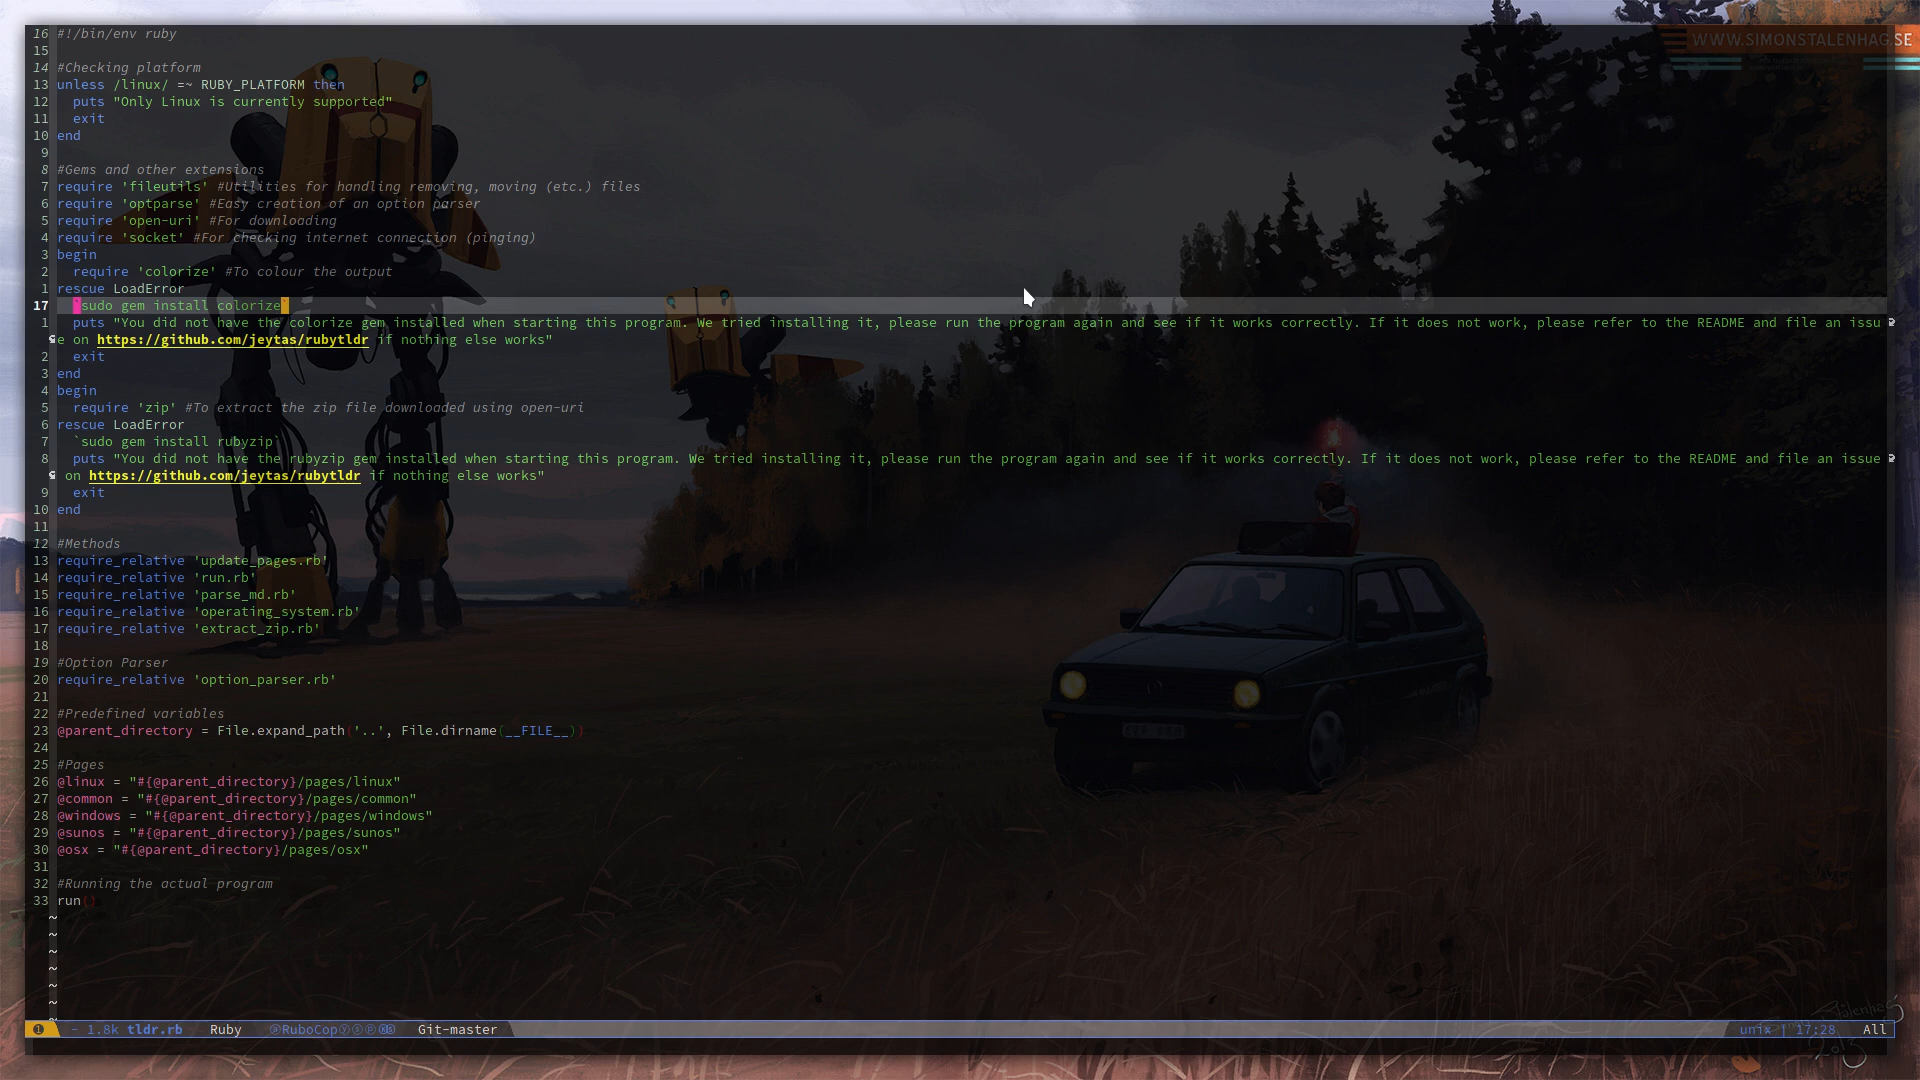 WWW.SIMONSTALENHAG.SE
16 #!/bin/env ruby
15
14 #Checking platform
13 unless /linux/ =~ RUBY_PLATFORM then
12   puts "Only Linux is currently supported"
11   exit
10 end
9
8 #Gems and other extensions
7 require 'fileutils' #Utilities for handling removing, moving (etc.) files
6 require 'optparse' #Easy creation of an option parser
5 require 'open-uri' #For downloading
4 require 'socket' #For checking internet connection (pinging)
3 begin
2   require 'colorize' #To colour the output
1 rescue LoadError
17   `sudo gem install colorize`
1   puts "You did not have the colorize gem installed when starting this program. We tried installing it, please run the program again and see if it works correctly. If it does not work, please refer to the README and file an issu
e on https://github.com/jeytas/rubytldr if nothing else works"
2   exit
3 end
4 begin
5   require 'zip' #To extract the zip file downloaded using open-uri
6 rescue LoadError
7   `sudo gem install rubyzip`
8   puts "You did not have the rubyzip gem installed when starting this program. We tried installing it, please run the program again and see if it works correctly. If it does not work, please refer to the README and file an issue
 on https://github.com/jeytas/rubytldr if nothing else works"
9   exit
10 end
11
12 #Methods
13 require_relative 'update_pages.rb'
14 require_relative 'run.rb'
15 require_relative 'parse_md.rb'
16 require_relative 'operating_system.rb'
17 require_relative 'extract_zip.rb'
18
19 #Option Parser
20 require_relative 'option_parser.rb'
21
22 #Predefined variables
23 @parent_directory = File.expand_path('..', File.dirname(__FILE__))
24
25 #Pages
26 @linux = "#{@parent_directory}/pages/linux"
27 @common = "#{@parent_directory}/pages/common"
28 @windows = "#{@parent_directory}/pages/windows"
29 @sunos = "#{@parent_directory}/pages/sunos"
30 @osx = "#{@parent_directory}/pages/osx"
31
32 #Running the actual program
33 run()
~
~
~
~
~
~
~
❶ - 1.8k tldr.rb Ruby RuboCop Git-master unix | 17:28 All